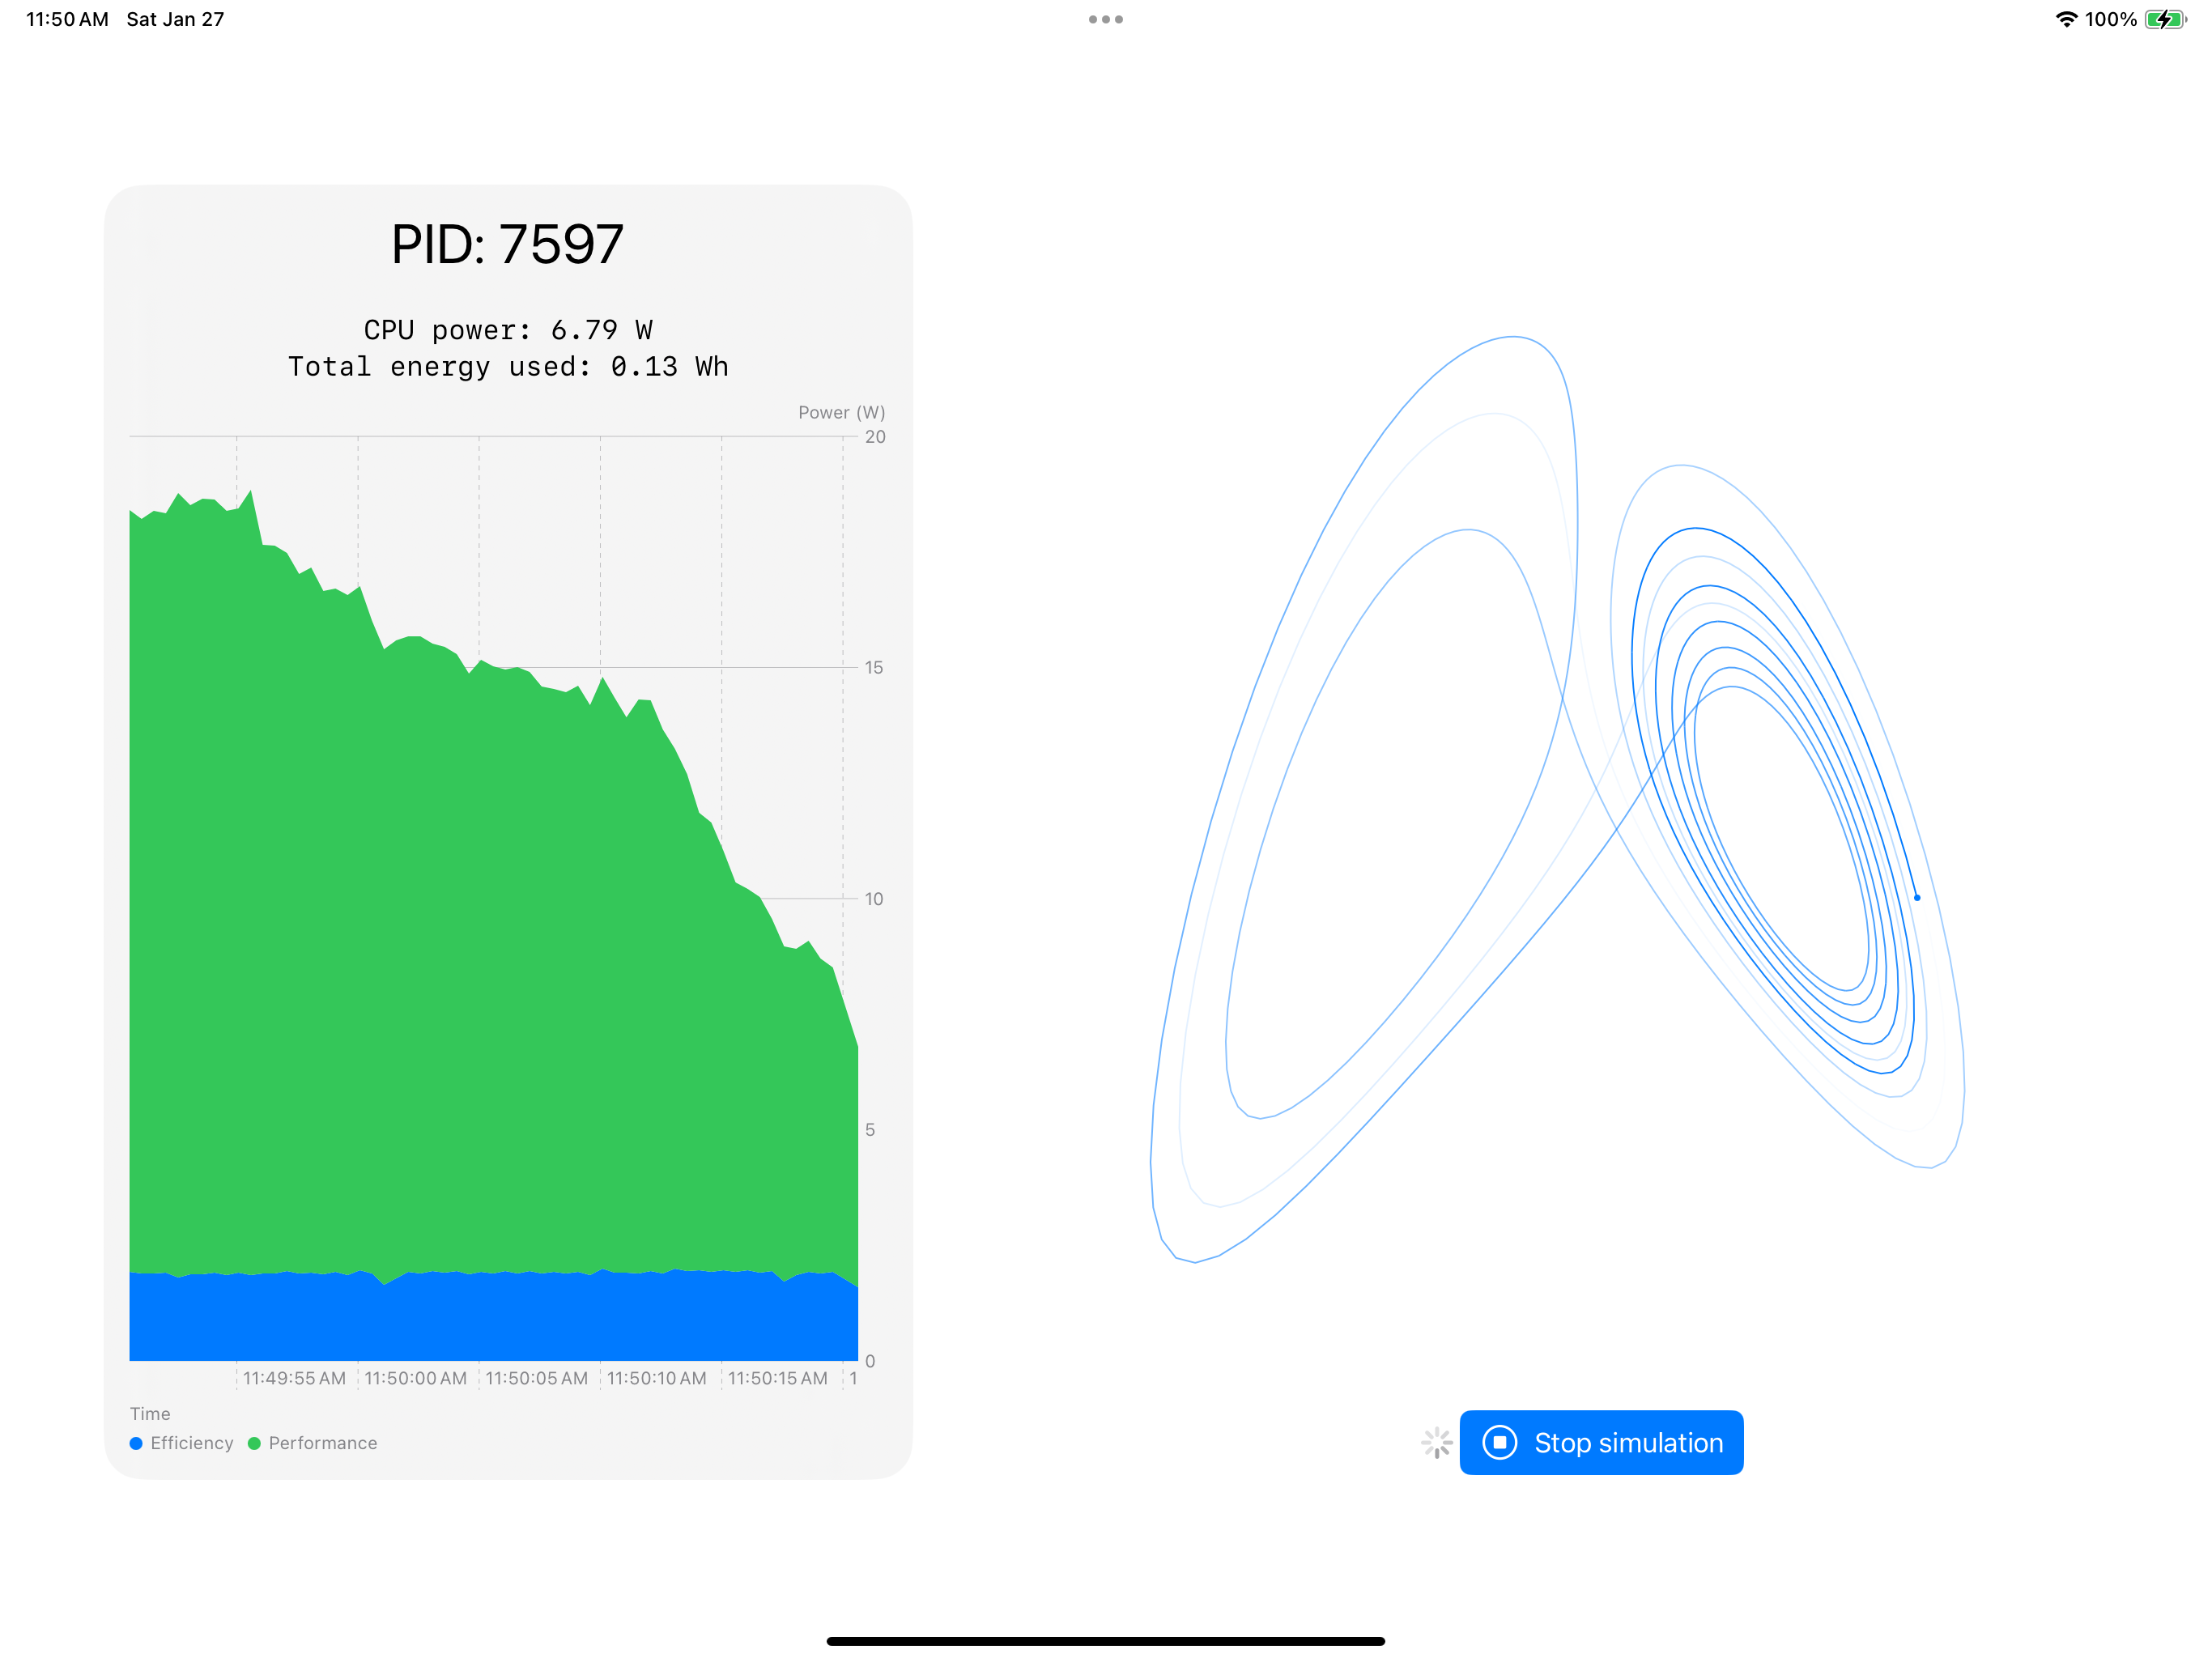 11:50 AM Sat Jan 27
100%
PID: 7597
CPU power: 6.79 W
Total energy used: 0.13 Wh
Power (W)
20
15
10
5
0
11:49:55 AM 11:50:00 AM 11:50:05 AM 11:50:10 AM 11:50:15 AM 1
Time
Efficiency Performance
Stop simulation